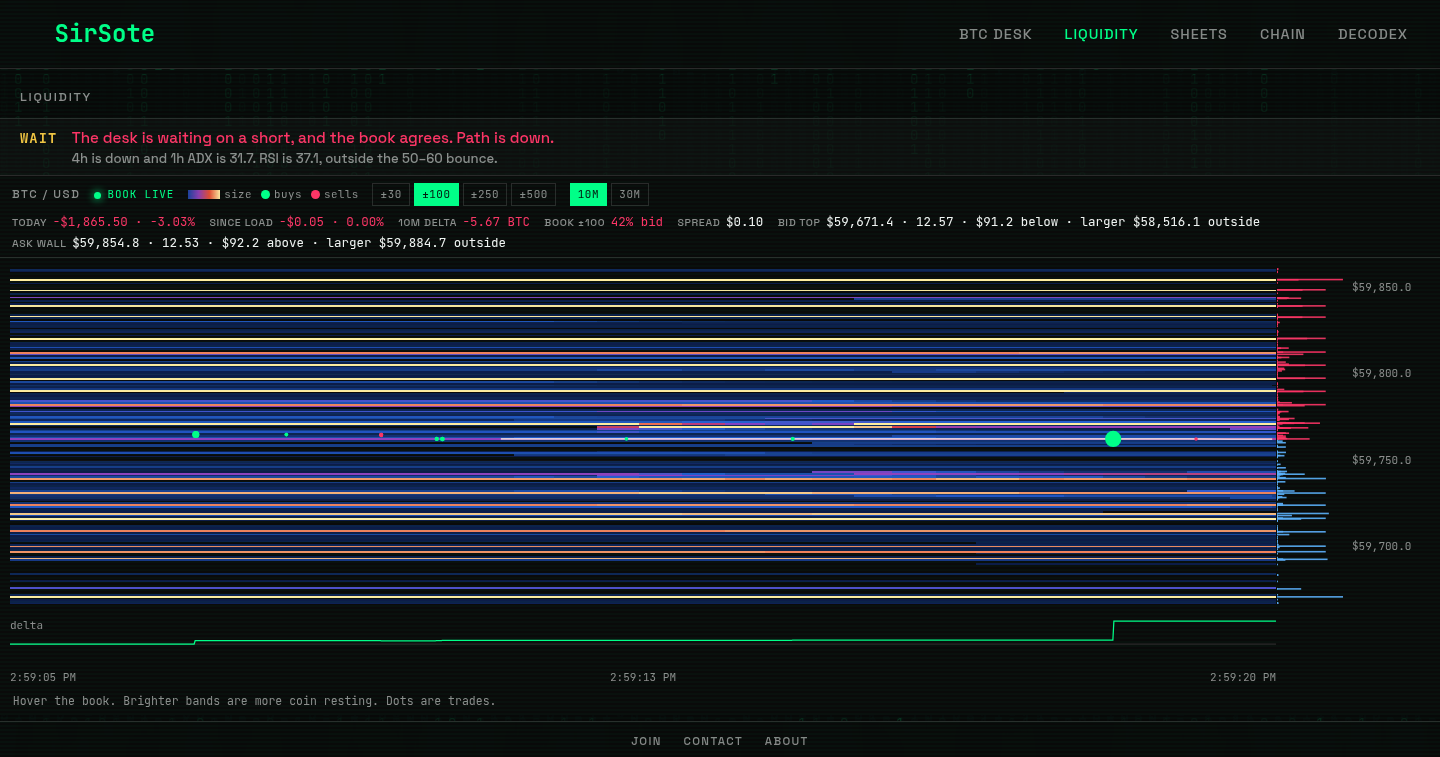 SirSote
BTC DESK LIQUIDITY SHEETS CHAIN DECODEX
LIQUIDITY
WAIT The desk is waiting on a short, and the book agrees. Path is down.
4h is down and 1h ADX is 31.7. RSI is 37.1, outside the 50–60 bounce.
BTC / USD BOOK LIVE size buys sells ±30 ±100 ±250 ±500 10M 30M
TODAY -$1,865.50 · -3.03% SINCE LOAD -$0.05 · 0.00% 10M DELTA -5.67 BTC BOOK ±100 42% bid SPREAD $0.10 BID TOP $59,671.4 · 12.57 · $91.2 below · larger $58,516.1 outside
ASK WALL $59,854.8 · 12.53 · $92.2 above · larger $59,884.7 outside
$59,850.0
$59,800.0
$59,750.0
$59,700.0
delta
2:59:05 PM 2:59:13 PM 2:59:20 PM
Hover the book. Brighter bands are more coin resting. Dots are trades.
JOIN CONTACT ABOUT